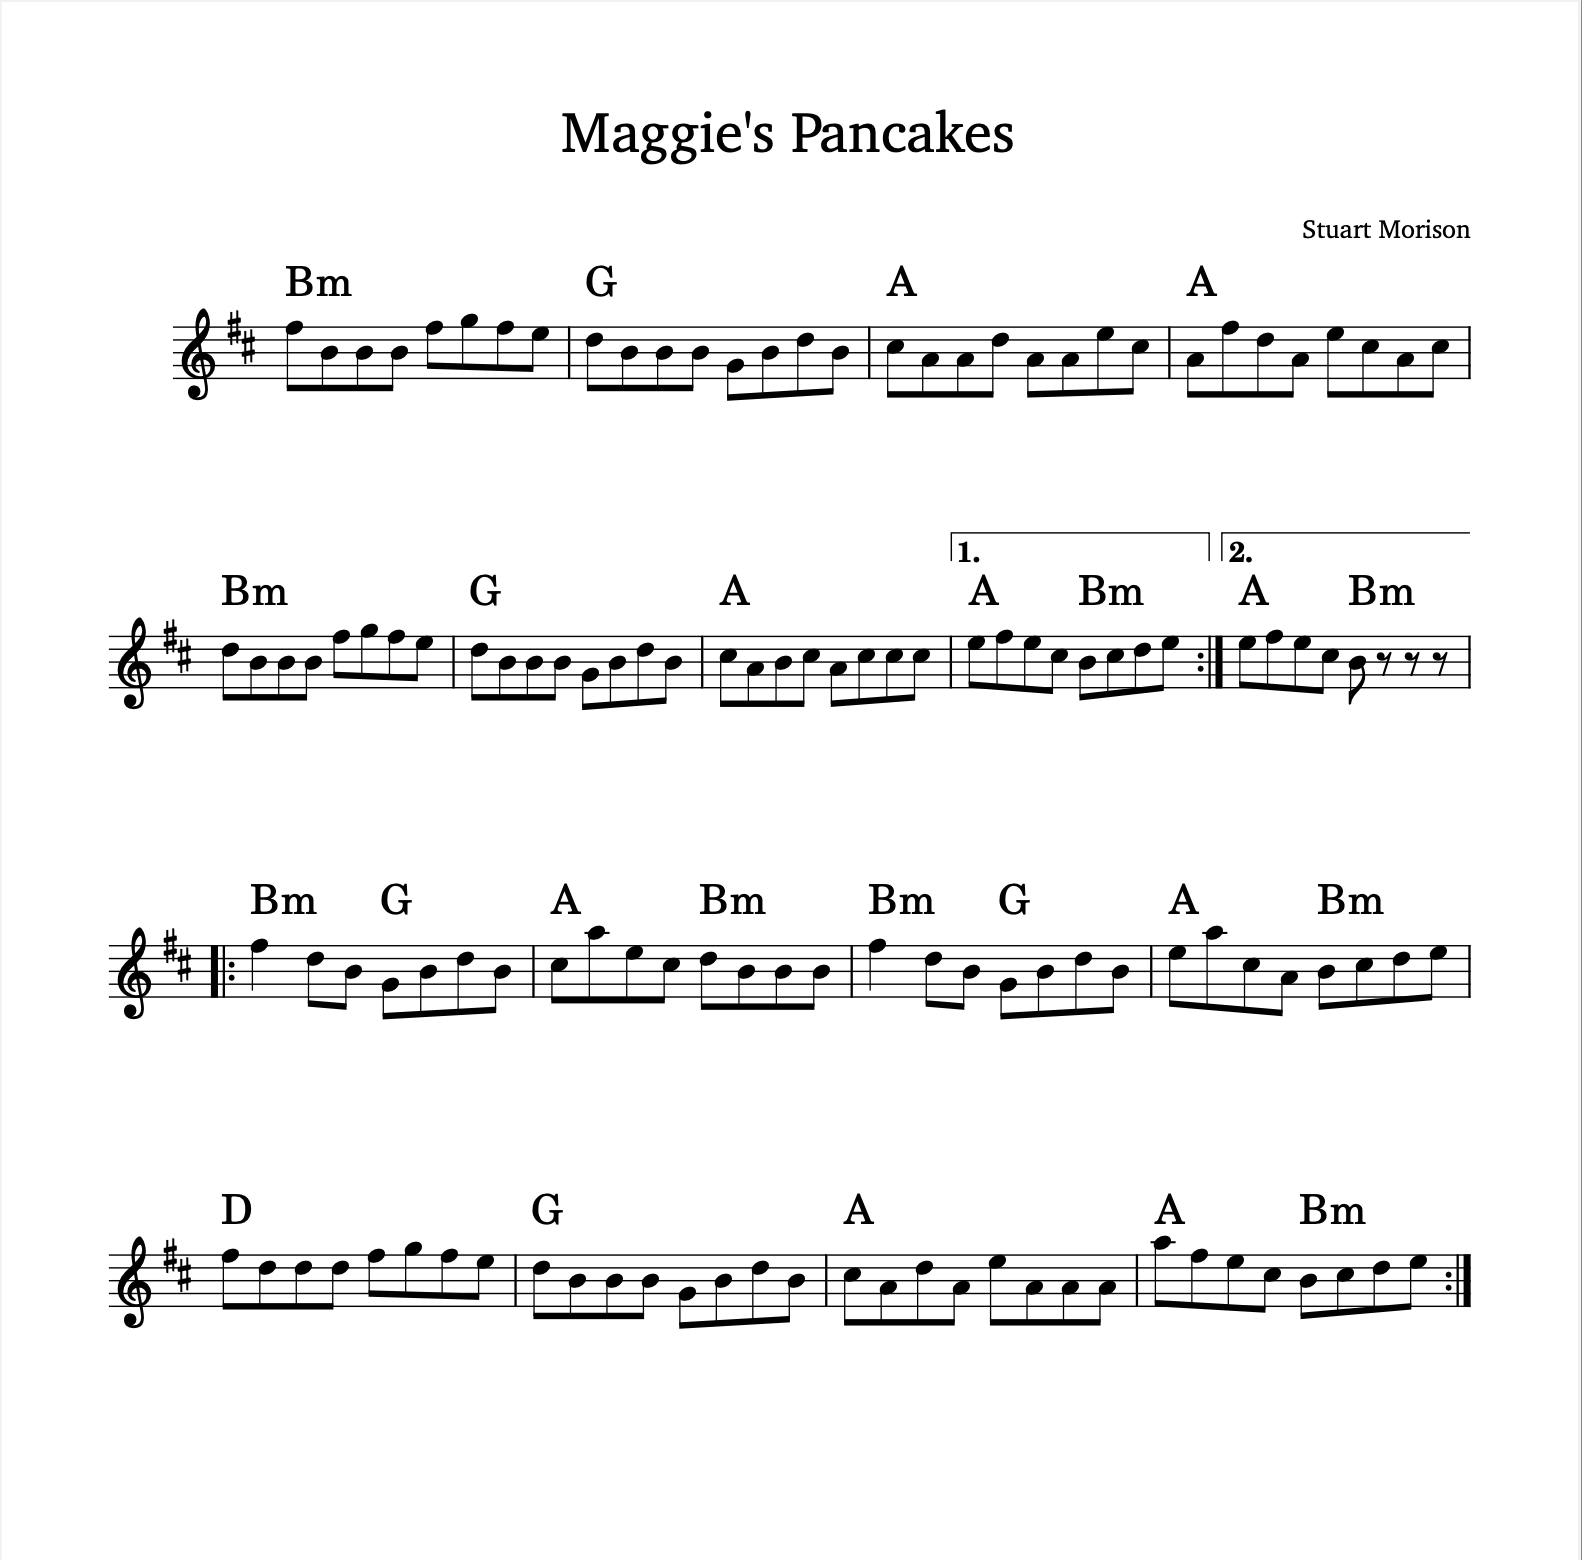 Maggie's Pancakes
Stuart Morison
Bm G A A
1. 2.
Bm G A A Bm A Bm
Bm G A Bm Bm G A Bm
D G A A Bm